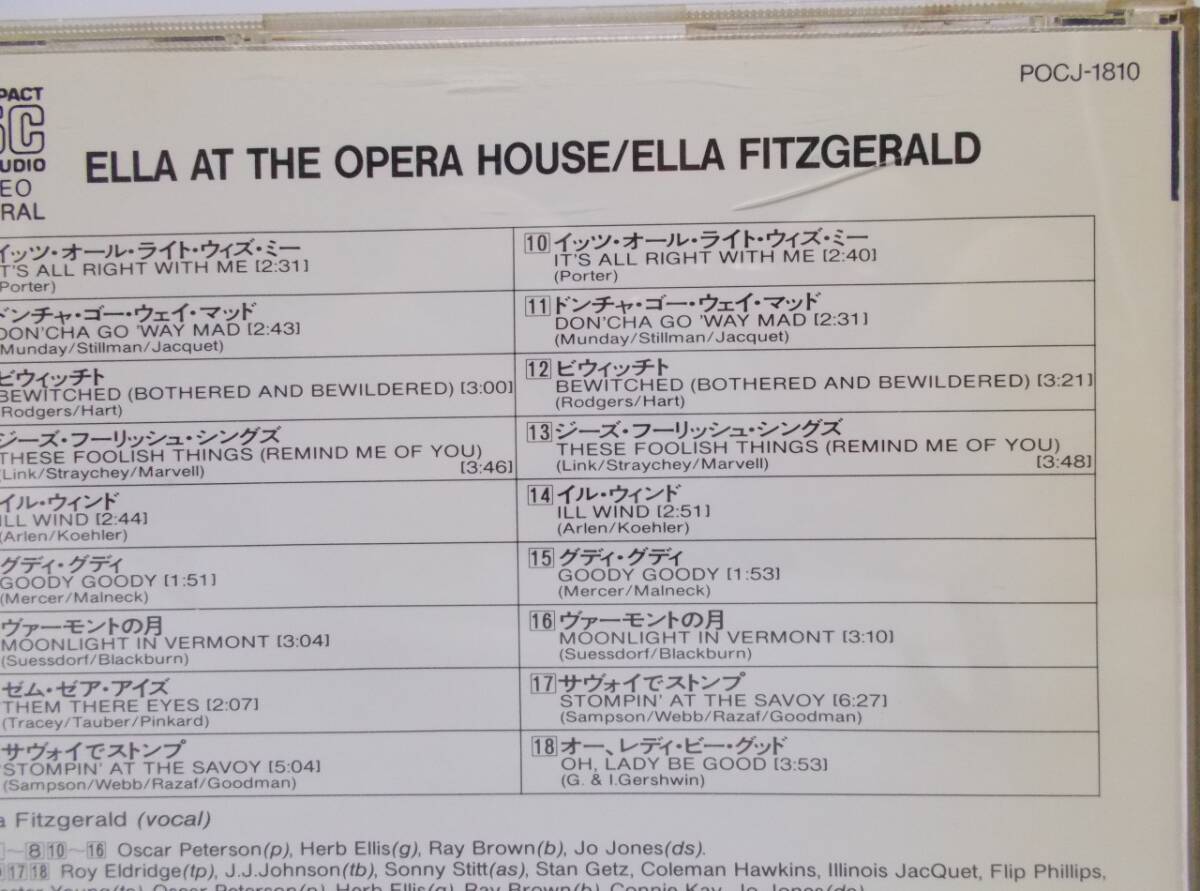 POCJ-1810
ELLA AT THE OPERA HOUSE/ELLA FITZGERALD
イッツ・オール・ライト・ウィズ・ミー
IT'S ALL RIGHT WITH ME [2:31]
(Porter)
ドンチャ・ゴー・ウェイ・マッド
DON'CHA GO 'WAY MAD [2:43]
(Munday/Stillman/Jacquet)
ビウィッチト
BEWITCHED (BOTHERED AND BEWILDERED) [3:00]
(Rodgers/Hart)
ジーズ・フーリッシュ・シングズ
THESE FOOLISH THINGS (REMIND ME OF YOU)
(Link/Straychey/Marvell) [3:46]
イル・ウィンド
ILL WIND [2:44]
(Arlen/Koehler)
グディ・グディ
GOODY GOODY [1:51]
(Mercer/Malneck)
ヴァーモントの月
MOONLIGHT IN VERMONT [3:04]
(Suessdorf/Blackburn)
ゼム・ゼア・アイズ
THEM THERE EYES [2:07]
(Tracey/Tauber/Pinkard)
サヴォイでストンプ
STOMPIN' AT THE SAVOY [5:04]
(Sampson/Webb/Razaf/Goodman)
10 イッツ・オール・ライト・ウィズ・ミー
IT'S ALL RIGHT WITH ME [2:40]
(Porter)
11 ドンチャ・ゴー・ウェイ・マッド
DON'CHA GO 'WAY MAD [2:31]
(Munday/Stillman/Jacquet)
12 ビウィッチト
BEWITCHED (BOTHERED AND BEWILDERED) [3:21]
(Rodgers/Hart)
13 ジーズ・フーリッシュ・シングズ
THESE FOOLISH THINGS (REMIND ME OF YOU)
(Link/Straychey/Marvell) [3:48]
14 イル・ウィンド
ILL WIND [2:51]
(Arlen/Koehler)
15 グディ・グディ
GOODY GOODY [1:53]
(Mercer/Malneck)
16 ヴァーモントの月
MOONLIGHT IN VERMONT [3:10]
(Suessdorf/Blackburn)
17 サヴォイでストンプ
STOMPIN' AT THE SAVOY [6:27]
(Sampson/Webb/Razaf/Goodman)
18 オー、レディ・ビー・グッド
OH, LADY BE GOOD [3:53]
(G. & I.Gershwin)
a Fitzgerald (vocal)
~8 10~16 Oscar Peterson(p), Herb Ellis(g), Ray Brown(b), Jo Jones(ds).
17 18 Roy Eldridge(tp), J.J.Johnson(tb), Sonny Stitt(as), Stan Getz, Coleman Hawkins, Illinois JacQuet, Flip Phillips,
Young(ts), Oscar Peterson(p), Herb Ellis(g), Ray Brown(b), Connie Kay, Jo Jones(ds)